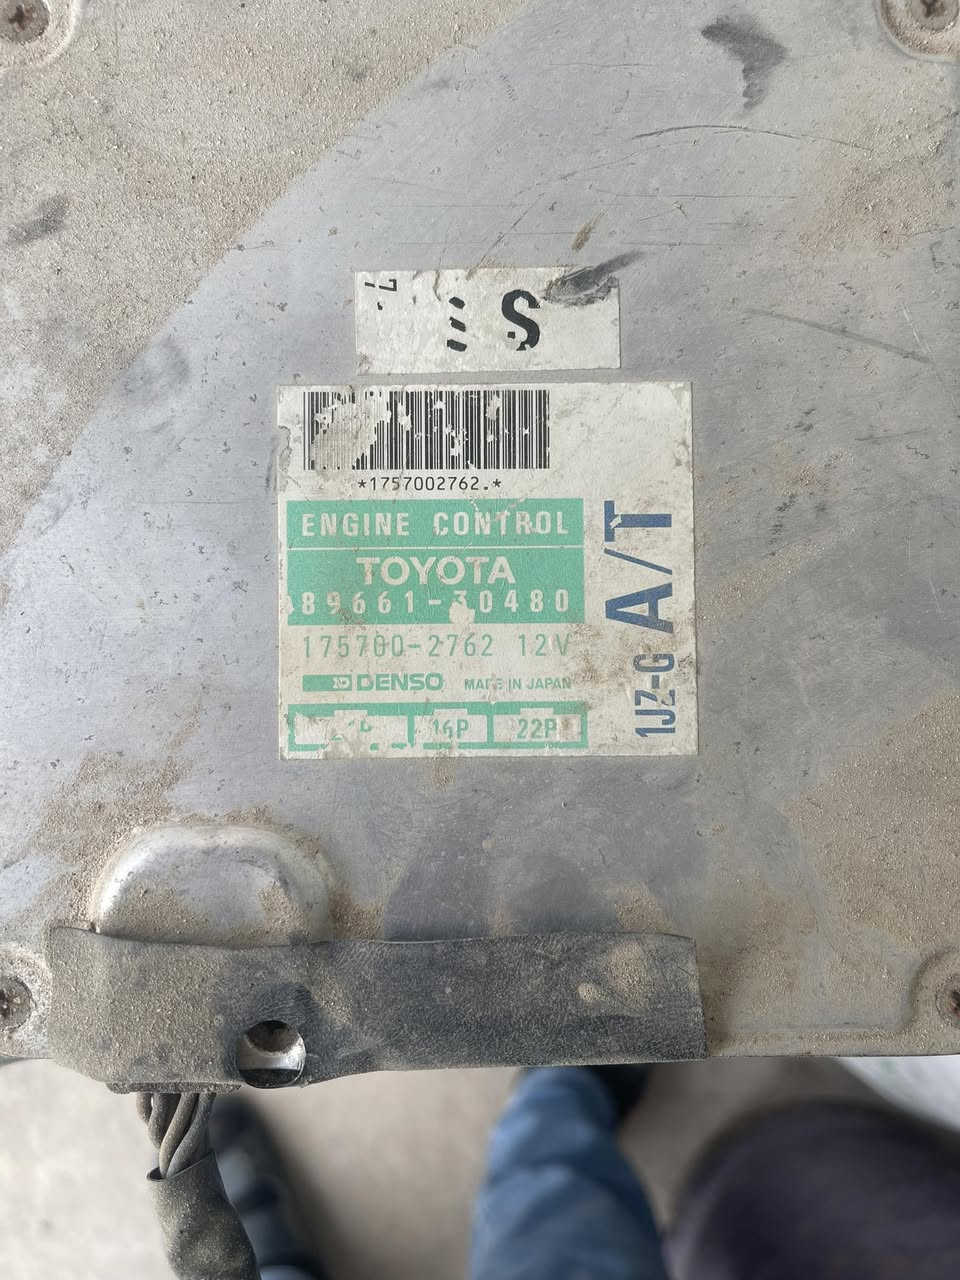 S
*1757002762.*
ENGINE CONTROL
TOYOTA
89661-30480
175700-2762 12V
DENSO MADE IN JAPAN
16P 22P
1JZ-G A/T